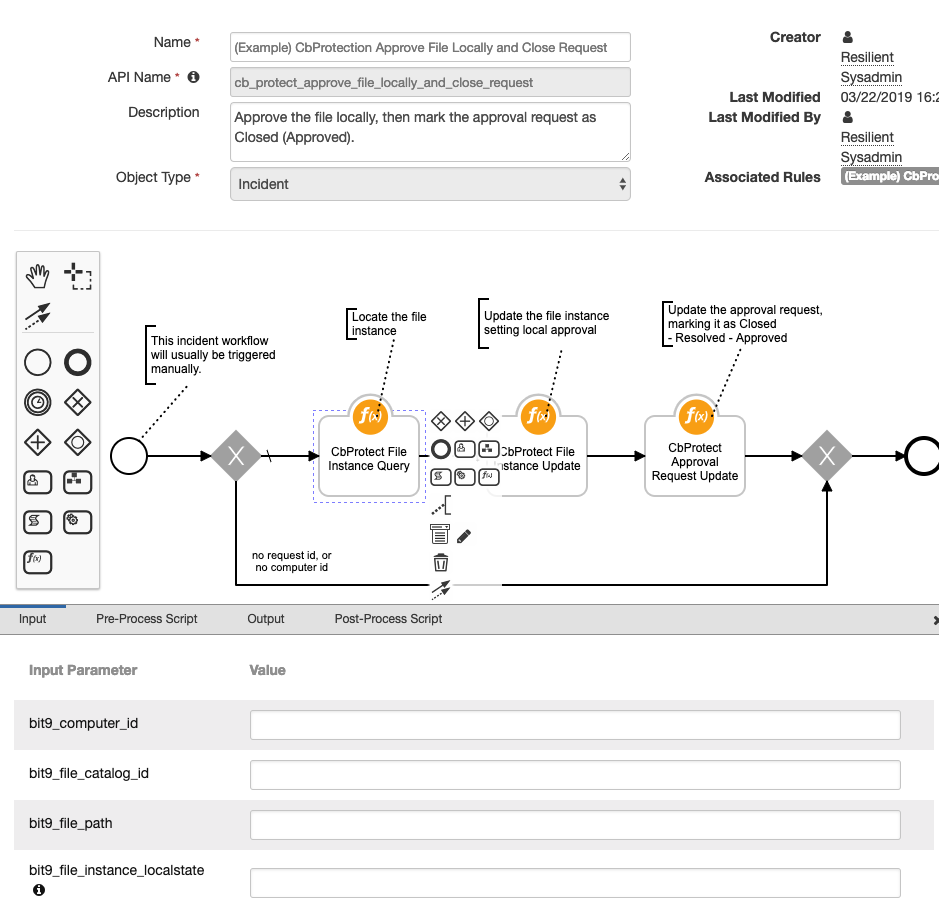 Name *
(Example) CbProtection Approve File Locally and Close Request
API Name *
cb_protect_approve_file_locally_and_close_request
Description
Approve the file locally, then mark the approval request as
Closed (Approved).
Object Type *
Incident
Creator
Resilient
Sysadmin
Last Modified
03/22/2019 16:2
Last Modified By
Resilient
Sysadmin
Associated Rules
(Example) CbPro
This incident workflow
will usually be triggered
manually.
Locate the file
instance
Update the file instance
setting local approval
Update the approval request,
marking it as Closed
- Resolved - Approved
X
f(x)
CbProtect File
Instance Query
f(x)
f(x)
CbProtect File
nstance Update
f(x)
CbProtect
Approval
Request Update
X
f(x)
no request id, or
no computer id
Input
Pre-Process Script
Output
Post-Process Script
Input Parameter
Value
bit9_computer_id
bit9_file_catalog_id
bit9_file_path
bit9_file_instance_localstate